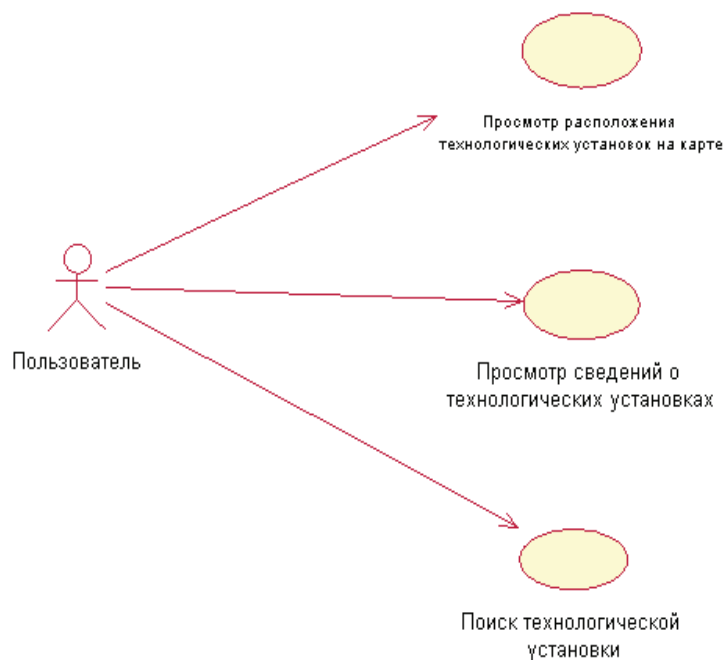 Просмотр расположения
технологических установок на карте
Пользователь
Просмотр сведений о
технологических установках
Поиск технологической
установки